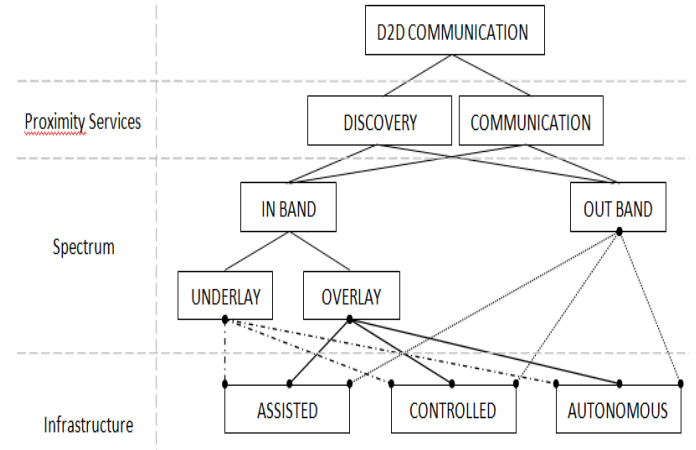 D2D COMMUNICATION
Proximity Services
DISCOVERY
COMMUNICATION
IN BAND
OUT BAND
Spectrum
UNDERLAY
OVERLAY
Infrastructure
ASSISTED
CONTROLLED
AUTONOMOUS